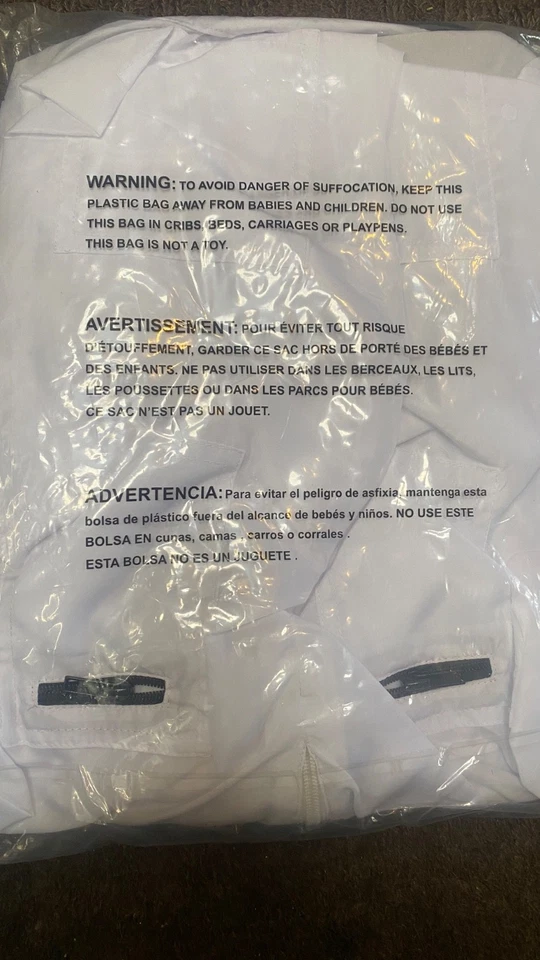 WARNING: TO AVOID DANGER OF SUFFOCATION, KEEP THIS
PLASTIC BAG AWAY FROM BABIES AND CHILDREN. DO NOT USE
THIS BAG IN CRIBS, BEDS, CARRIAGES OR PLAYPENS.
THIS BAG IS NOT A TOY.
AVERTISSEMENT: POUR ÉVITER TOUT RISQUE
D'ÉTOUFFEMENT, GARDER CE SAC HORS DE PORTÉ DES BÉBÉS ET
DES ENFANTS. NE PAS UTILISER DANS LES BERCEAUX, LES LITS,
LES POUSSETTES OU DANS LES PARCS POUR BÉBÉS.
CE SAC N'EST PAS UN JOUET.
ADVERTENCIA: Para evitar el peligro de asfixia, mantenga esta
bolsa de plástico fuera del alcance de bebés y niños. NO USE ESTE
BOLSA EN cunas, camas , carros o corrales .
ESTA BOLSA NO ES UN JUGUETE .